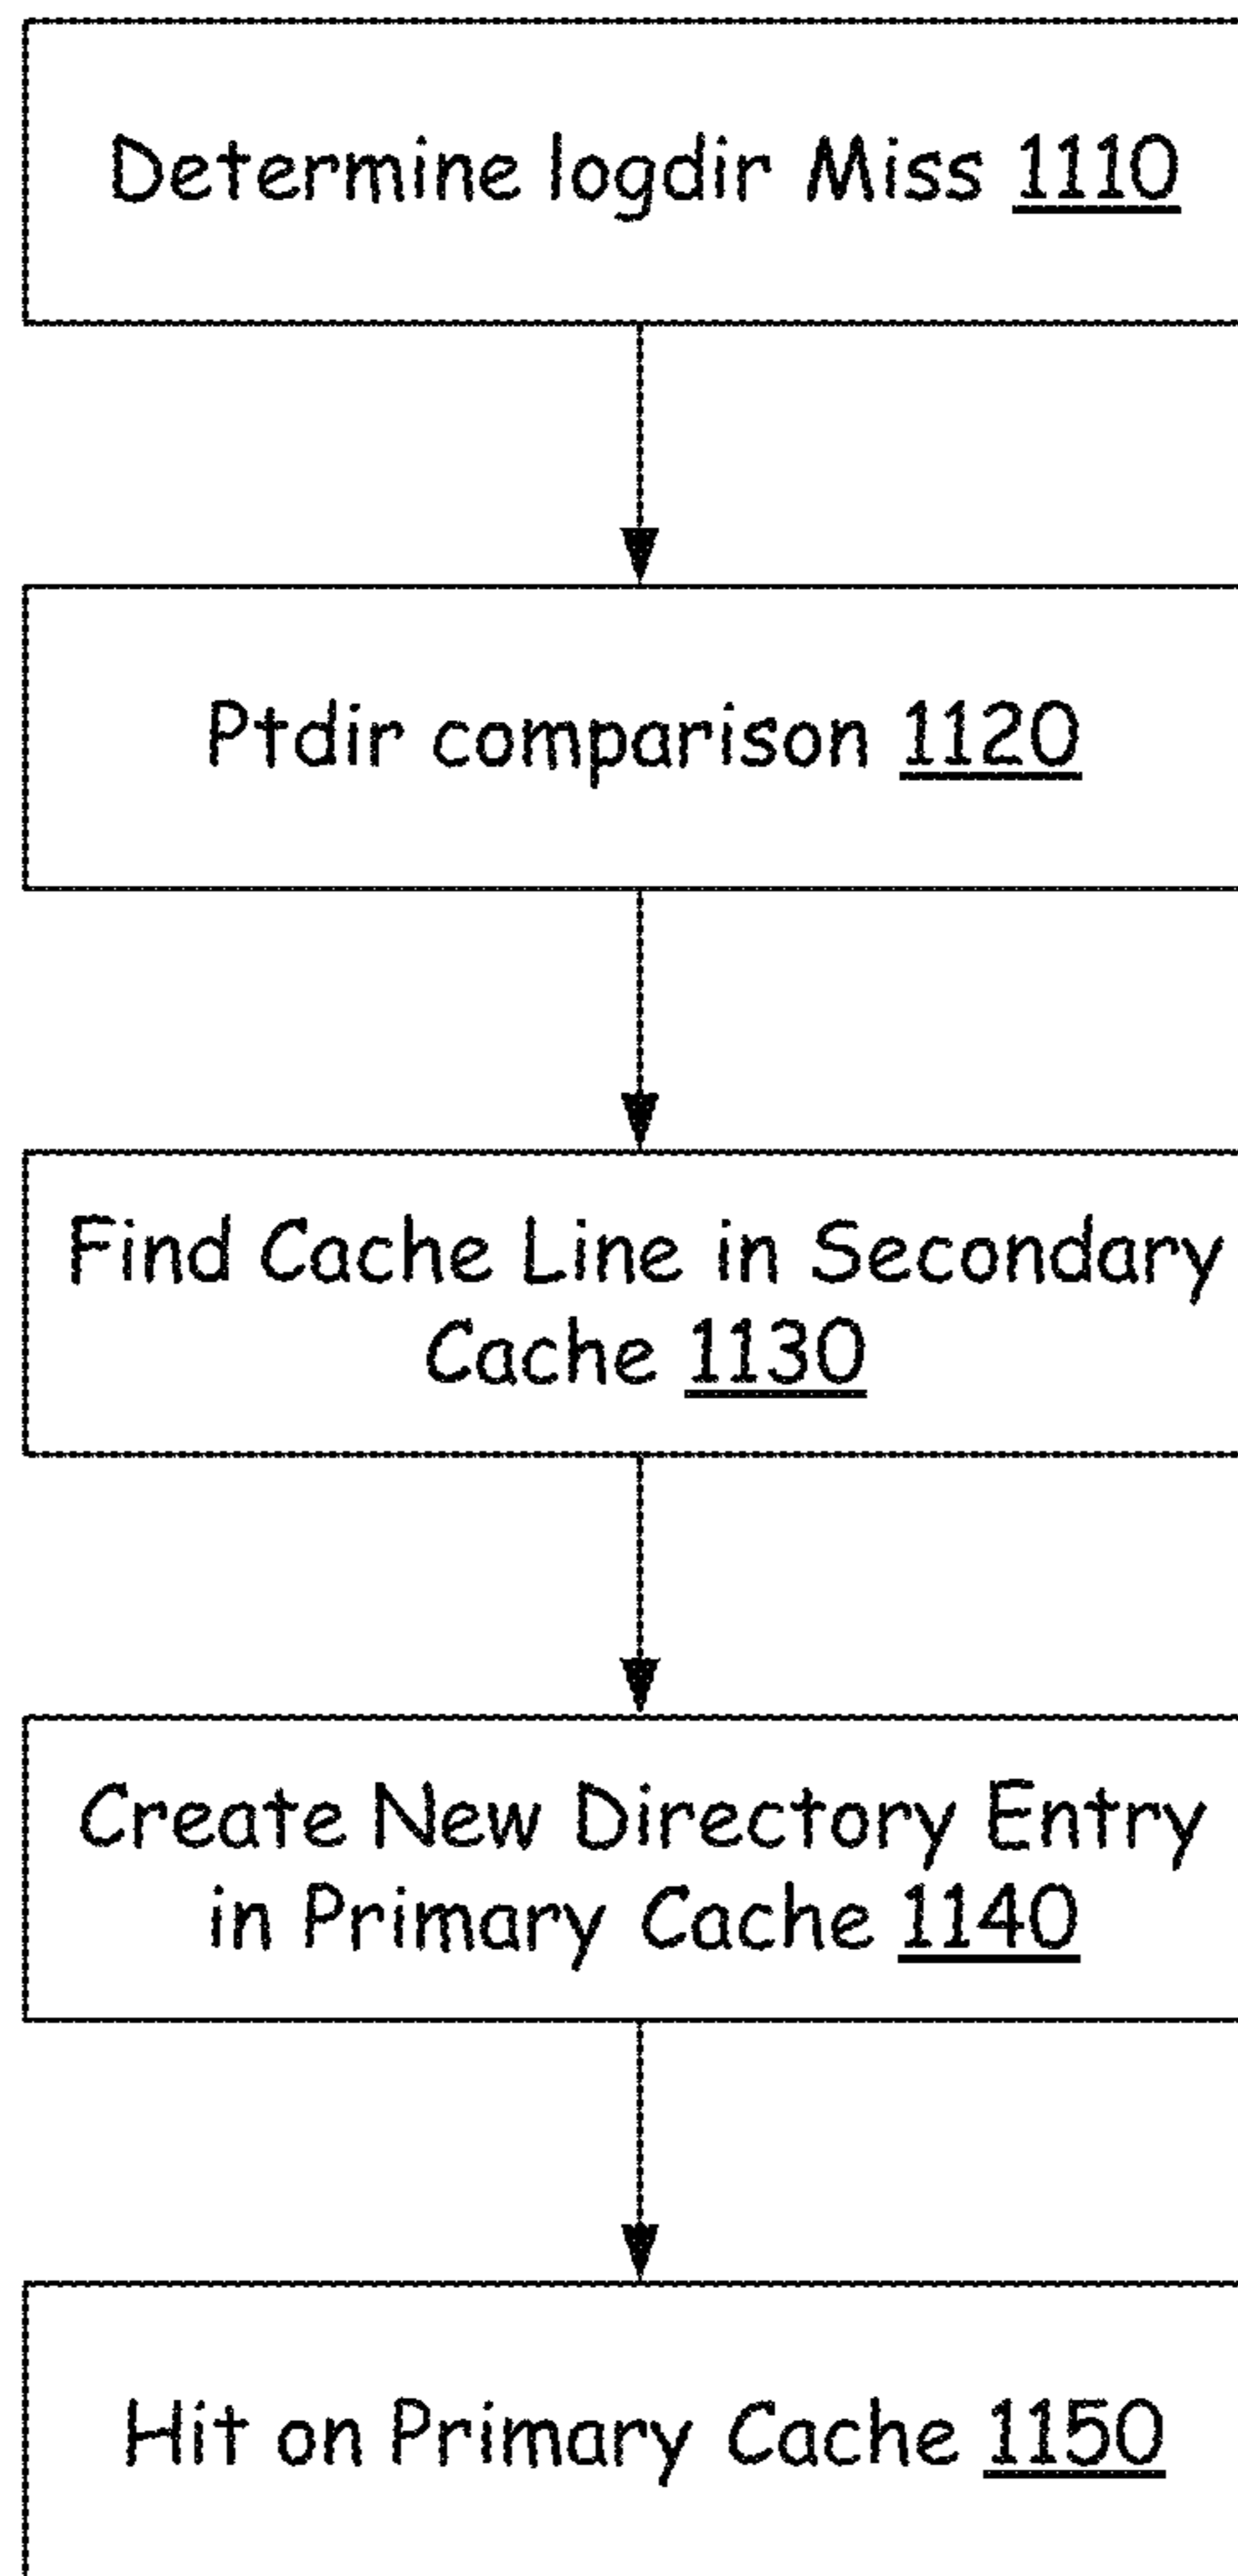 Determine logdir Miss 1110
Ptdir comparison 1120
Find Cache Line in Secondary
Cache 1130
Create New Directory Entry
in Primary Cache 1140
Hit on Primary Cache 1150